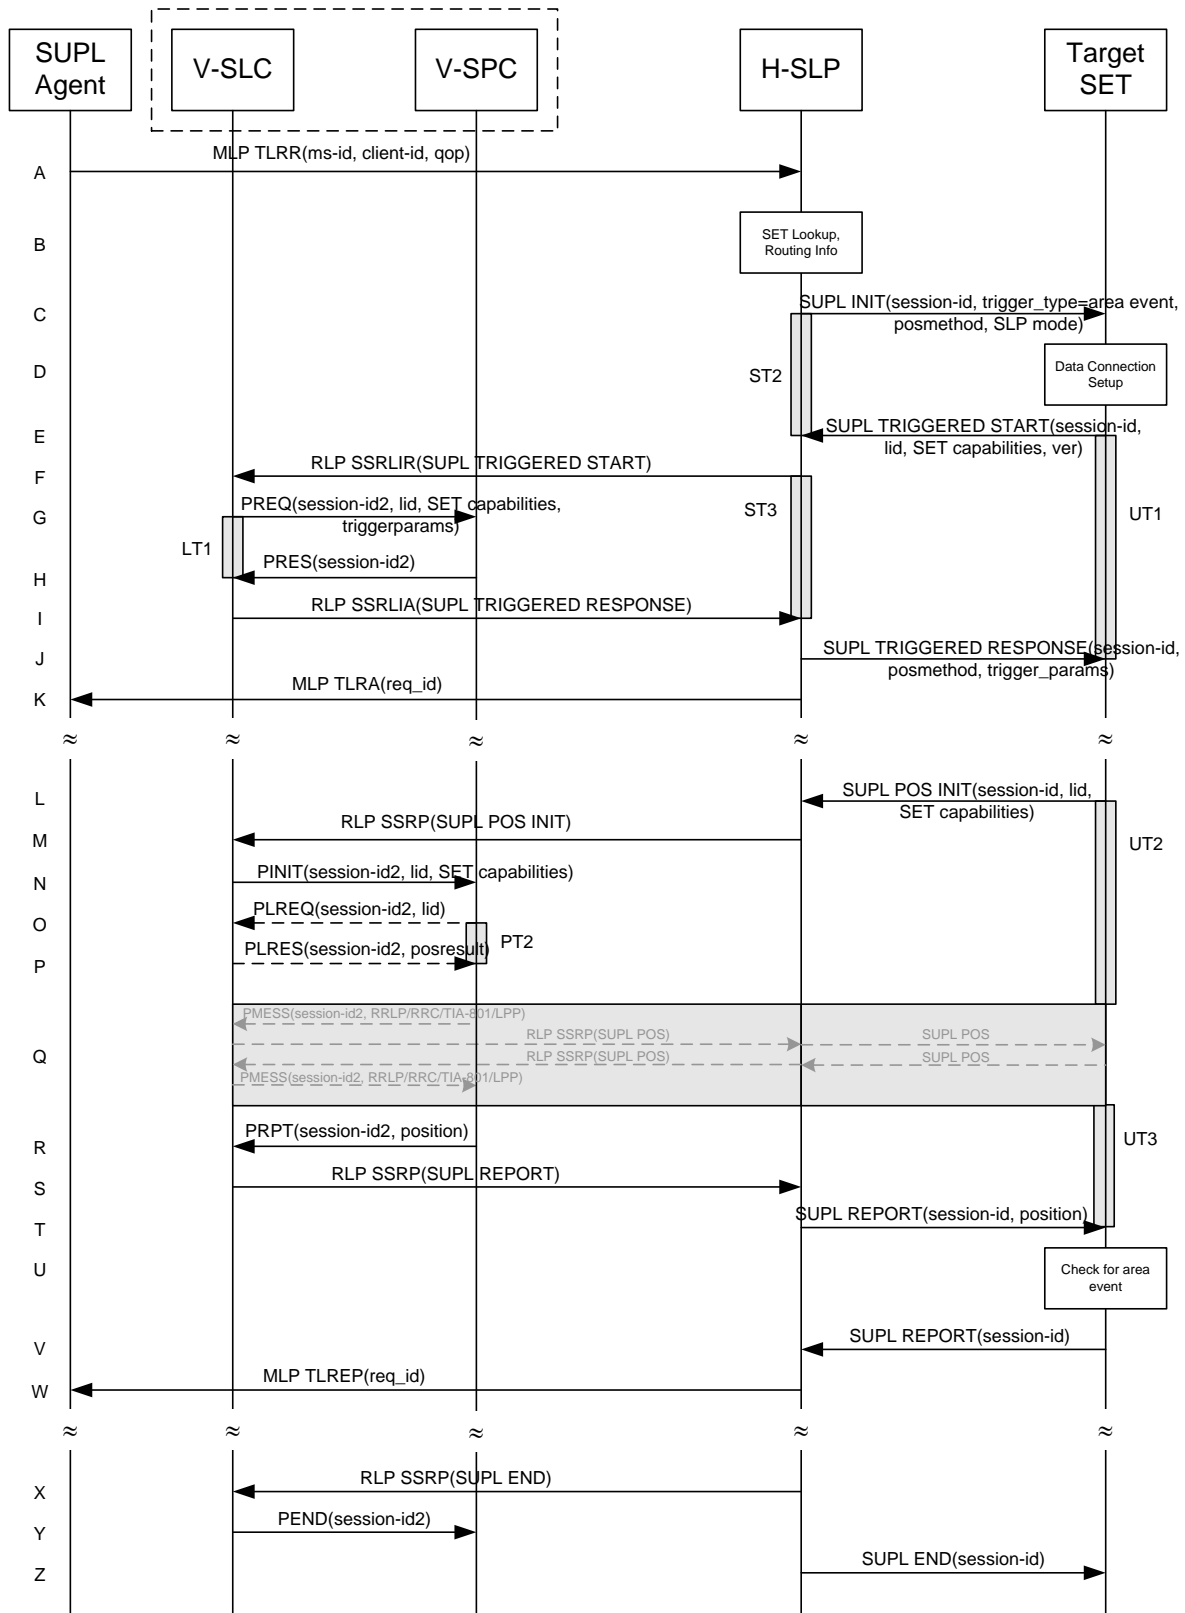 SUPL
Agent
V-SLC
V-SPC
H-SLP
Target
SET
A
MLP TLRR(ms-id, client-id, qop)
B
SET Lookup,
Routing Info
C
SUPL INIT(session-id, trigger_type=area event,
posmethod, SLP mode)
D
ST2
Data Connection
Setup
E
SUPL TRIGGERED START(session-id,
lid, SET capabilities, ver)
F
RLP SSRLIR(SUPL TRIGGERED START)
G
PREQ(session-id2, lid, SET capabilities,
triggerparams)
ST3
UT1
LT1
H
PRES(session-id2)
I
RLP SSRLIA(SUPL TRIGGERED RESPONSE)
J
SUPL TRIGGERED RESPONSE(session-id,
posmethod, trigger_params)
K
MLP TLRA(req_id)
≈
≈
≈
≈
≈
L
SUPL POS INIT(session-id, lid,
SET capabilities)
M
RLP SSRP(SUPL POS INIT)
UT2
N
PINIT(session-id2, lid, SET capabilities)
O
PLREQ(session-id2, lid)
PT2
P
PLRES(session-id2, posresult)
PMESS(session-id2, RRLP/RRC/TIA-801/LPP)
RLP SSRP(SUPL POS)
SUPL POS
Q
RLP SSRP(SUPL POS)
SUPL POS
PMESS(session-id2, RRLP/RRC/TIA-801/LPP)
R
PRPT(session-id2, position)
UT3
S
RLP SSRP(SUPL REPORT)
T
SUPL REPORT(session-id, position)
U
Check for area
event
V
SUPL REPORT(session-id)
W
MLP TLREP(req_id)
≈
≈
≈
≈
≈
X
RLP SSRP(SUPL END)
Y
PEND(session-id2)
Z
SUPL END(session-id)